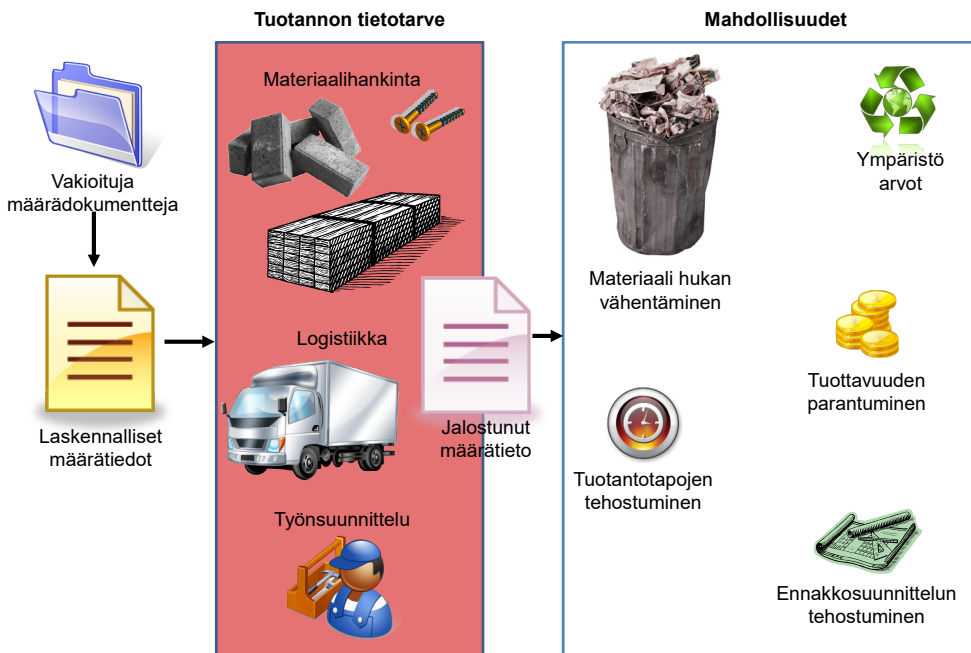 Tuotannon tietotarve
Mahdollisuudet
Vakioituja
määrädokumentteja
Laskennalliset
määrätiedot
Materiaalihankinta
Logistiikka
Työnsuunnittelu
Jalostunut
määrätieto
Materiaali hukan
vähentäminen
Ympäristö
arvot
Tuottavuuden
parantuminen
Tuotantotapojen
tehostuminen
Ennakkosuunnittelun
tehostuminen